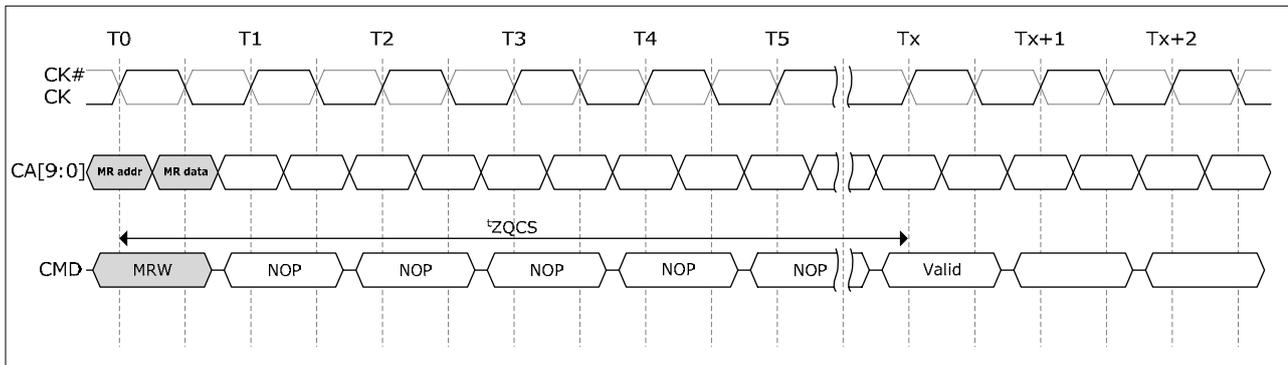 T0 T1 T2 T3 T4 T5 Tx Tx+1 Tx+2
CK#
CK
CA[9:0] MR addr MR data
tZQCS
CMD MRW NOP NOP NOP NOP NOP Valid